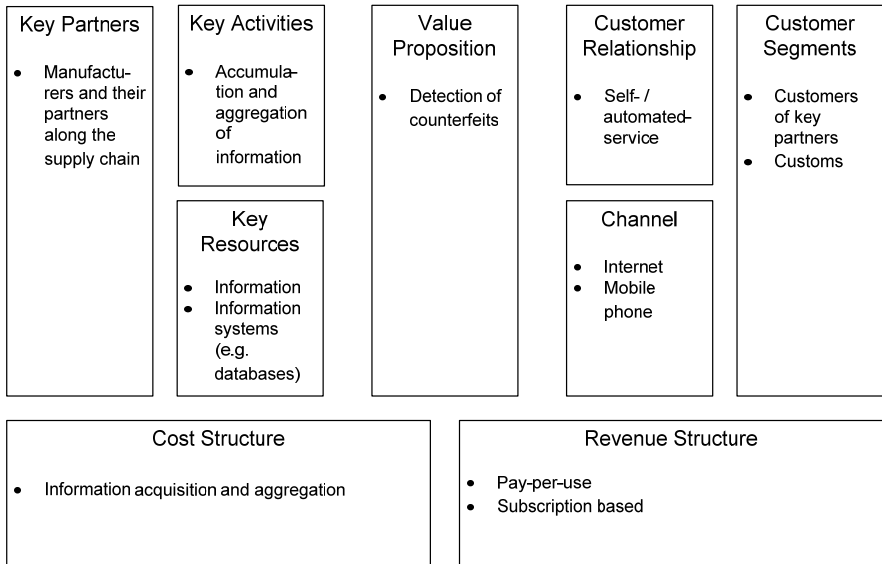 Key Partners
• Manufactu-
rers and their
partners
along the
supply chain
Key Activities
• Accumula-
tion and
aggregation
of
information
Key
Resources
• Information
• Information
systems
(e.g.
databases)
Value
Proposition
• Detection of
counterfeits
Customer
Relationship
• Self- /
automated-
service
Channel
• Internet
• Mobile
phone
Customer
Segments
• Customers
of key
partners
• Customs
Cost Structure
• Information acquisition and aggregation
Revenue Structure
• Pay-per-use
• Subscription based